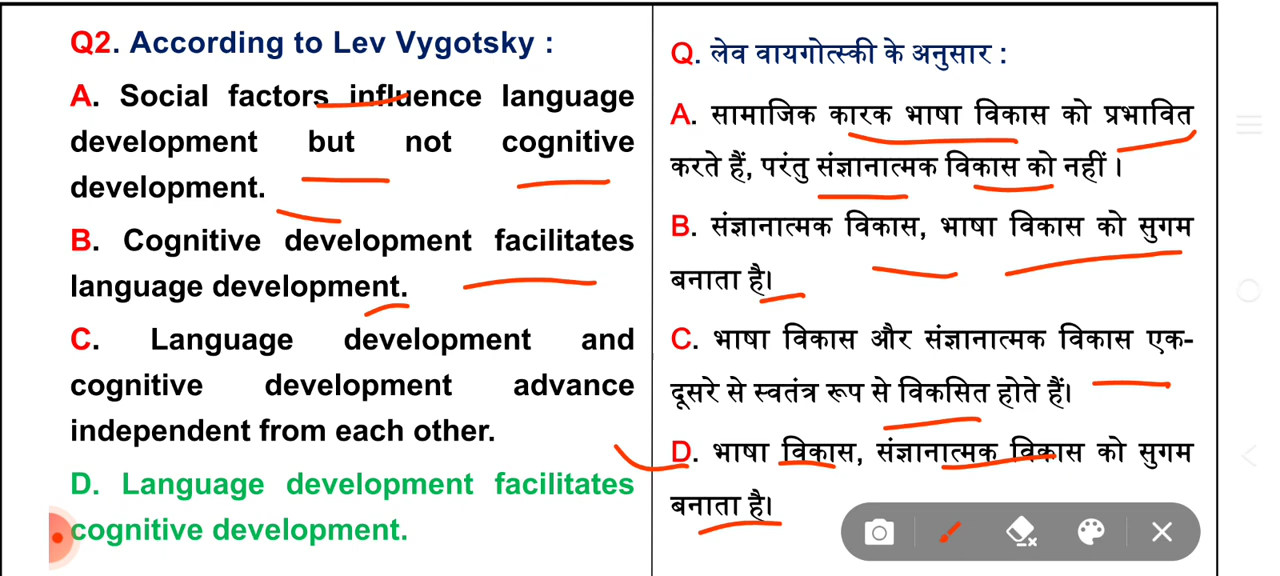 Q2. According to Lev Vygotsky :
A. Social factors influence language
development but not cognitive
development.
B. Cognitive development facilitates
language development.
C. Language development and
cognitive development advance
independent from each other.
D. Language development facilitates
cognitive development.
Q. लेव वायगोत्स्की के अनुसार :
A. सामाजिक कारक भाषा विकास को प्रभावित
करते हैं, परंतु संज्ञानात्मक विकास को नहीं ।
B. संज्ञानात्मक विकास, भाषा विकास को सुगम
बनाता है।
C. भाषा विकास और संज्ञानात्मक विकास एक-
दूसरे से स्वतंत्र रूप से विकसित होते हैं।
D. भाषा विकास, संज्ञानात्मक विकास को सुगम
बनाता है।